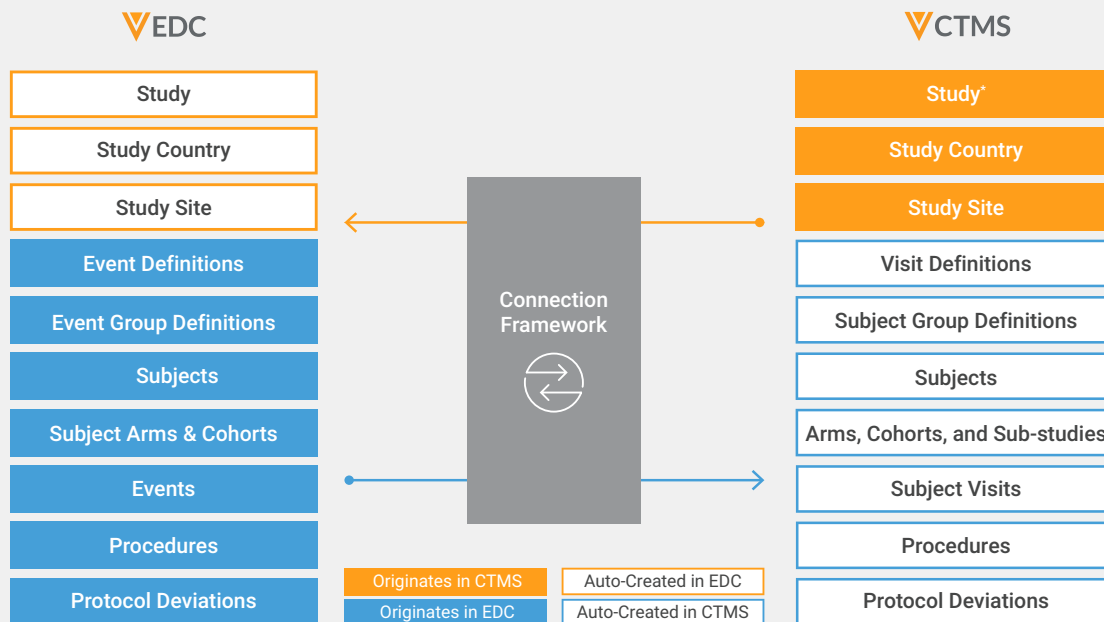 EDC
CTMS
Study
Study Country
Study Site
Event Definitions
Event Group Definitions
Subjects
Subject Arms & Cohorts
Events
Procedures
Protocol Deviations
Connection
Framework
Originates in CTMS
Auto-Created in EDC
Originates in EDC
Auto-Created in CTMS
Study*
Study Country
Study Site
Visit Definitions
Subject Group Definitions
Subjects
Arms, Cohorts, and Sub-studies
Subject Visits
Procedures
Protocol Deviations